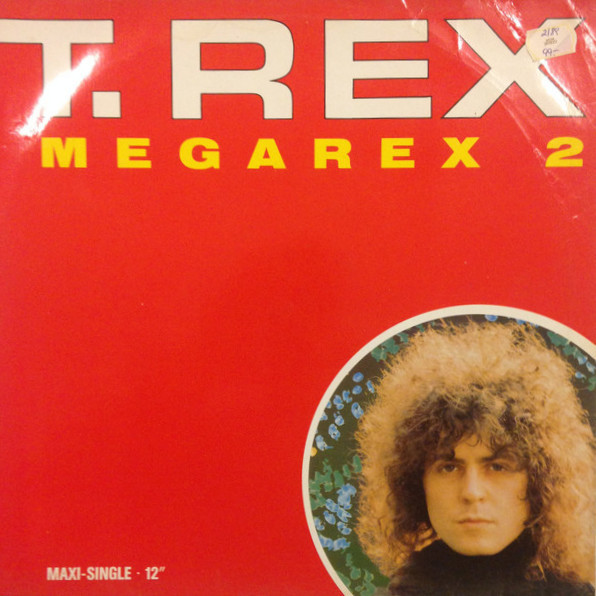 T. REX
MEGAREX 2
MAXI-SINGLE · 12"